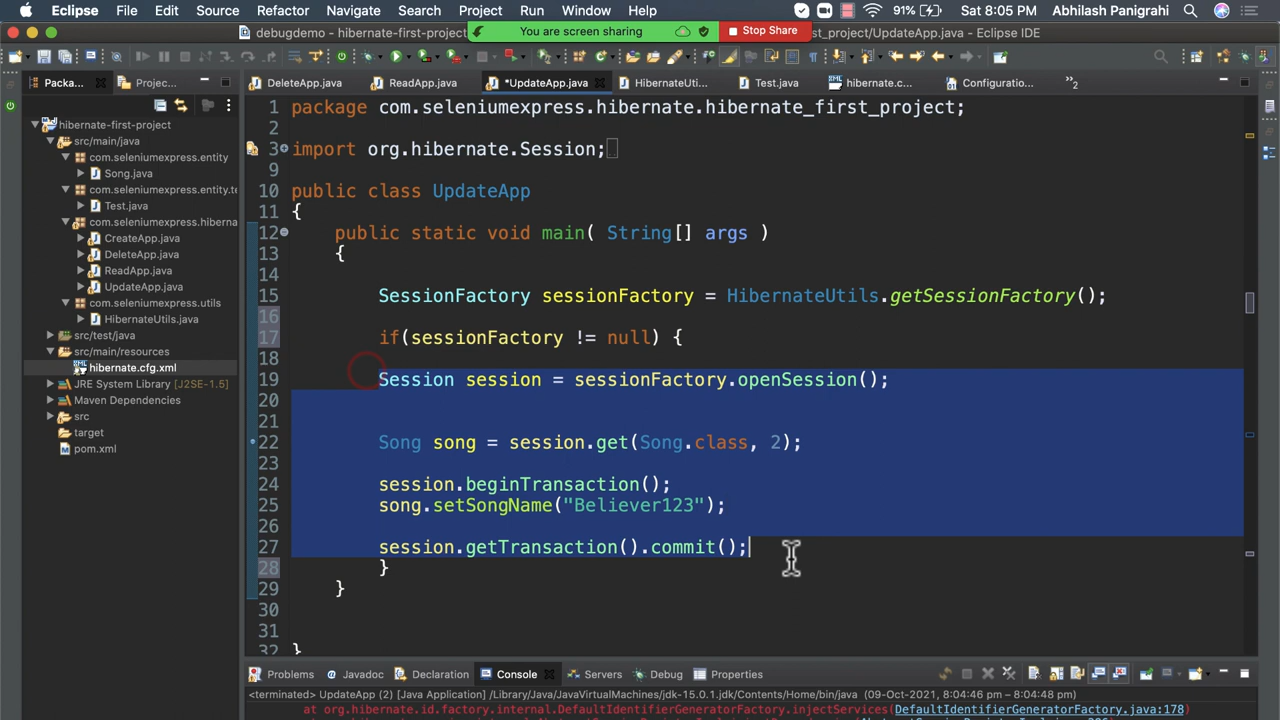 Eclipse File Edit Source Refactor Navigate Search Project Run Window Help 91% Sat 8:05 PM Abhilash Panigrahi
debugdemo - hibernate-first-project You are screen sharing Stop Share st_project/UpdateApp.java - Eclipse IDE
Packa... Projec... DeleteApp.java ReadApp.java *UpdateApp.java HibernateUti... Test.java hibernate.c... Configuratio... »2
hibernate-first-project
src/main/java
com.seleniumexpress.entity
Song.java
com.seleniumexpress.entity.te
Test.java
com.seleniumexpress.hiberna
CreateApp.java
DeleteApp.java
ReadApp.java
UpdateApp.java
com.seleniumexpress.utils
HibernateUtils.java
src/test/java
src/main/resources
hibernate.cfg.xml
JRE System Library [J2SE-1.5]
Maven Dependencies
src
target
pom.xml
1 package com.seleniumexpress.hibernate.hibernate_first_project;
2
3 import org.hibernate.Session;
9
10 public class UpdateApp
11 {
12 public static void main( String[] args )
13 {
14
15 SessionFactory sessionFactory = HibernateUtils.getSessionFactory();
16
17 if(sessionFactory != null) {
18
19 Session session = sessionFactory.openSession();
20
21
22 Song song = session.get(Song.class, 2);
23
24 session.beginTransaction();
25 song.setSongName("Believer123");
26
27 session.getTransaction().commit();
28 }
29 }
30
31
32 }
Problems Javadoc Declaration Console Servers Debug Properties
<terminated> UpdateApp (2) [Java Application] /Library/Java/JavaVirtualMachines/jdk-15.0.1.jdk/Contents/Home/bin/java (09-Oct-2021, 8:04:46 pm – 8:04:48 pm)
at org.hibernate.id.factory.internal.DefaultIdentifierGeneratorFactory.injectServices(DefaultIdentifierGeneratorFactory.java:178)